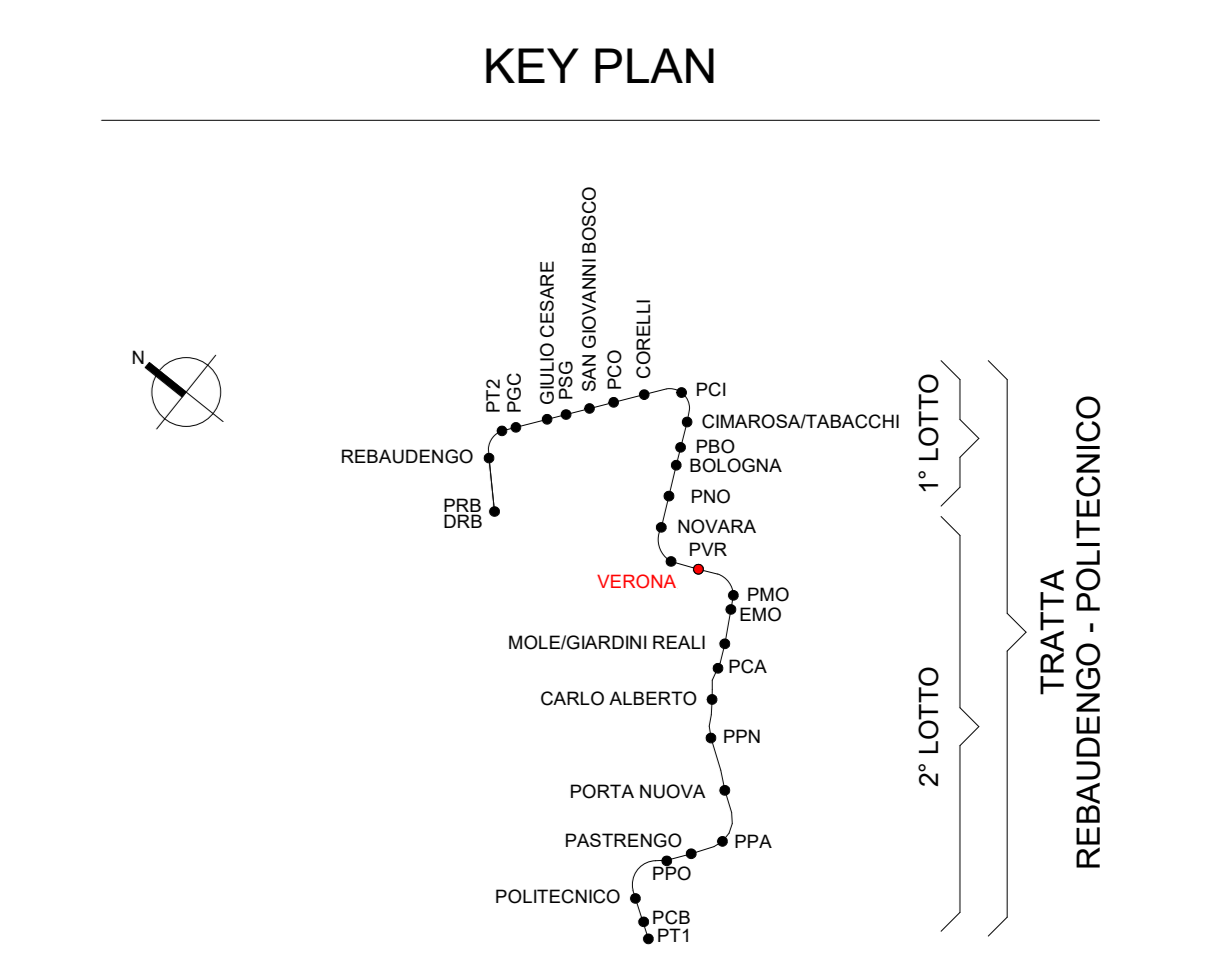 KEY PLAN
N
PT2
PGC
GIULIO CESARE
PSG
SAN GIOVANNI BOSCO
PCO
CORELLI
PCI
CIMAROSA/TABACCHI
REBAUDENGO
PBO
BOLOGNA
PRB
DRB
PNO
NOVARA
PVR
VERONA
PMO
EMO
MOLE/GIARDINI REALI
PCA
CARLO ALBERTO
PPN
PORTA NUOVA
PASTRENGO
PPA
PPO
POLITECNICO
PCB
PT1
1° LOTTO
2° LOTTO
TRATTA
REBAUDENGO - POLITECNICO